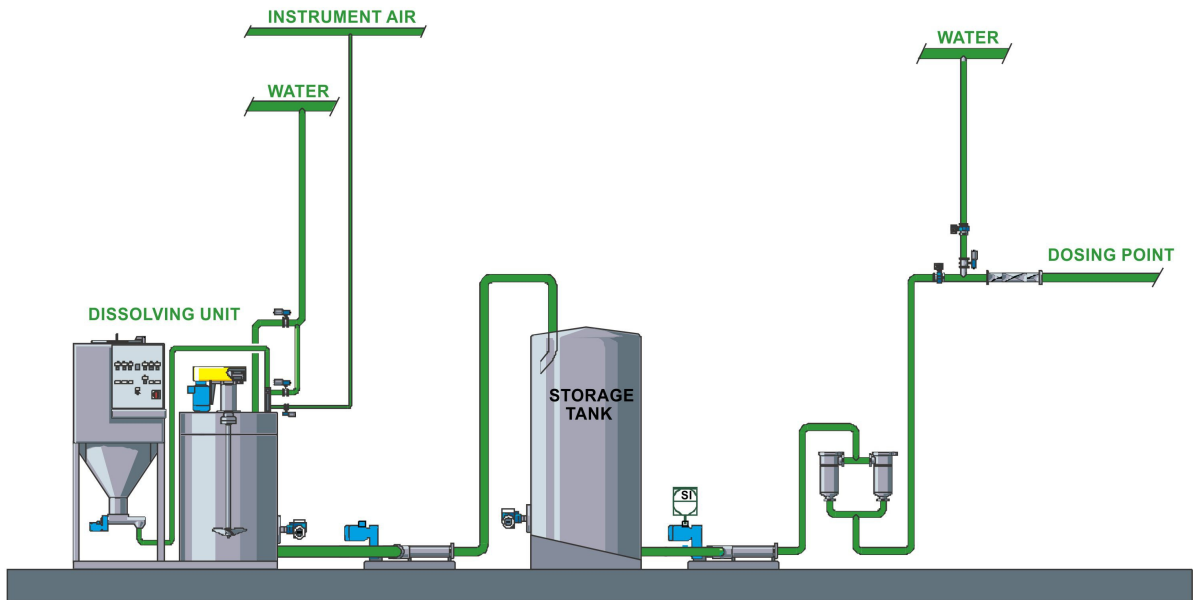 INSTRUMENT AIR
WATER
WATER
DOSING POINT
DISSOLVING UNIT
STORAGE
TANK
SI